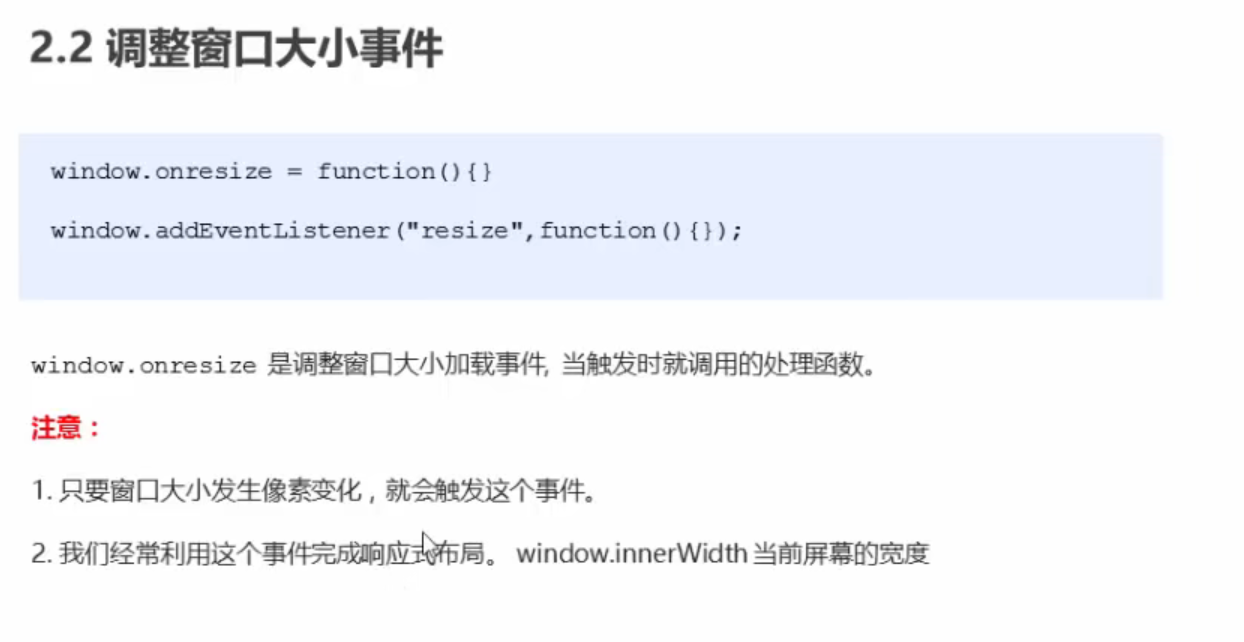 2.2 调整窗口大小事件
window.onresize = function(){}
window.addEventListener("resize",function(){});
window.onresize 是调整窗口大小加载事件, 当触发时就调用的处理函数。
注意：
1. 只要窗口大小发生像素变化，就会触发这个事件。
2. 我们经常利用这个事件完成响应式布局。 window.innerWidth 当前屏幕的宽度